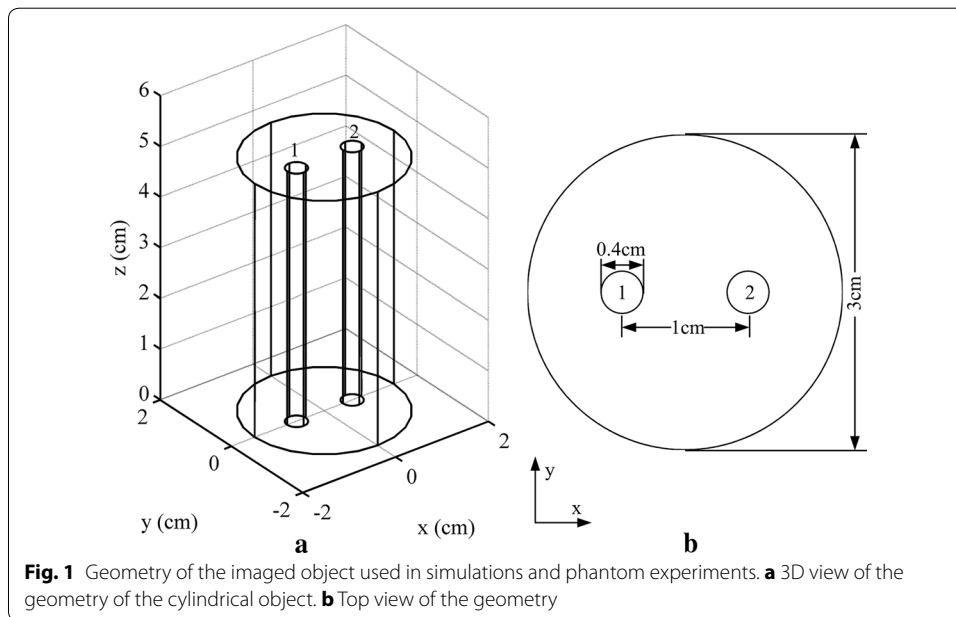 6
5
4
3
2
1
0
z (cm)
1
2
2
0
-2
y (cm)
-2
0
2
x (cm)
a
0.4cm
1
2
1cm
3cm
y
x
b
Fig. 1 Geometry of the imaged object used in simulations and phantom experiments. a 3D view of the
geometry of the cylindrical object. b Top view of the geometry